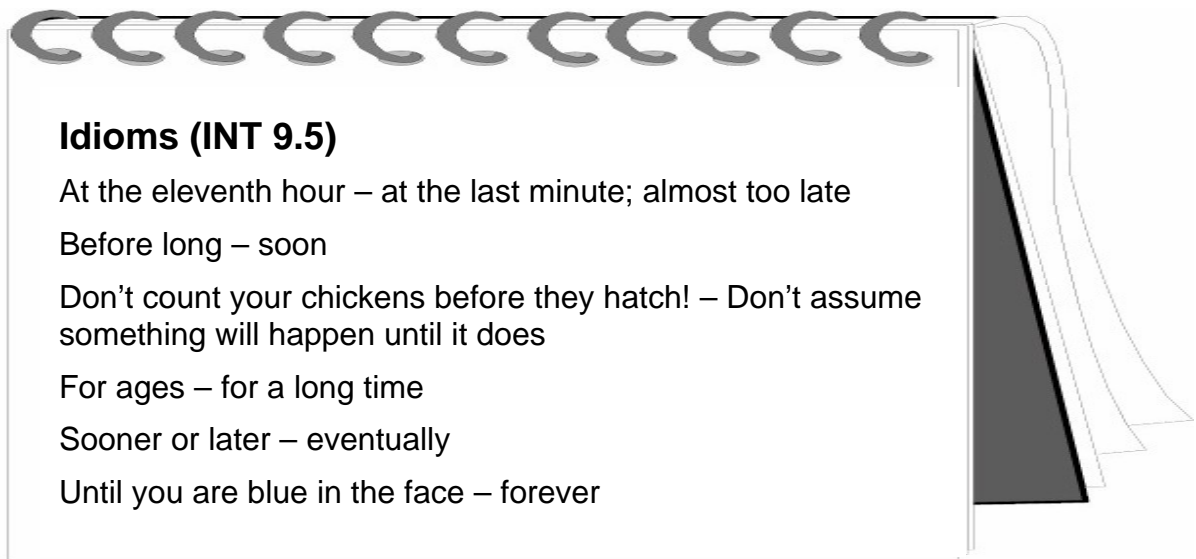 Idioms (INT 9.5)
At the eleventh hour – at the last minute; almost too late
Before long – soon
Don’t count your chickens before they hatch! – Don’t assume
something will happen until it does
For ages – for a long time
Sooner or later – eventually
Until you are blue in the face – forever